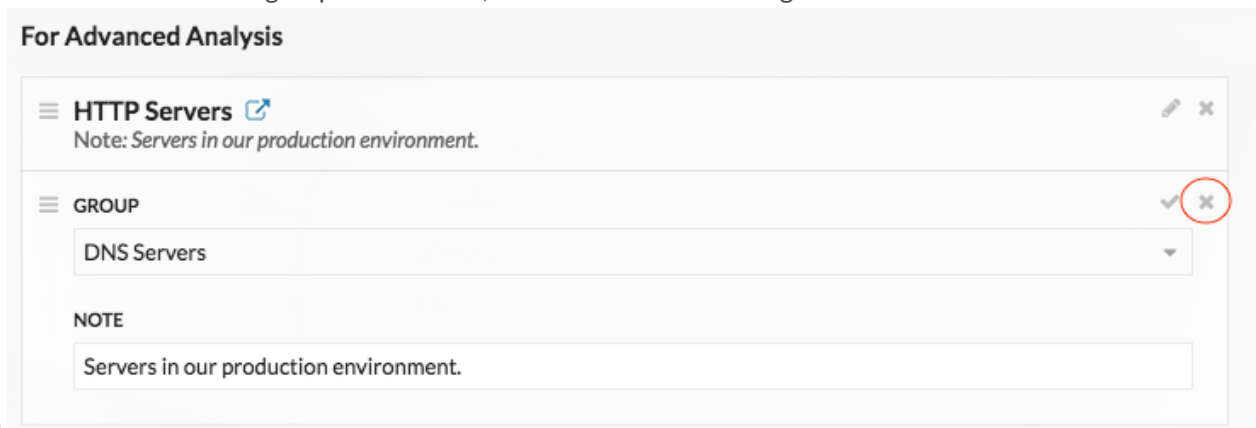 For Advanced Analysis
HTTP Servers
Note: Servers in our production environment.
GROUP
DNS Servers
NOTE
Servers in our production environment.